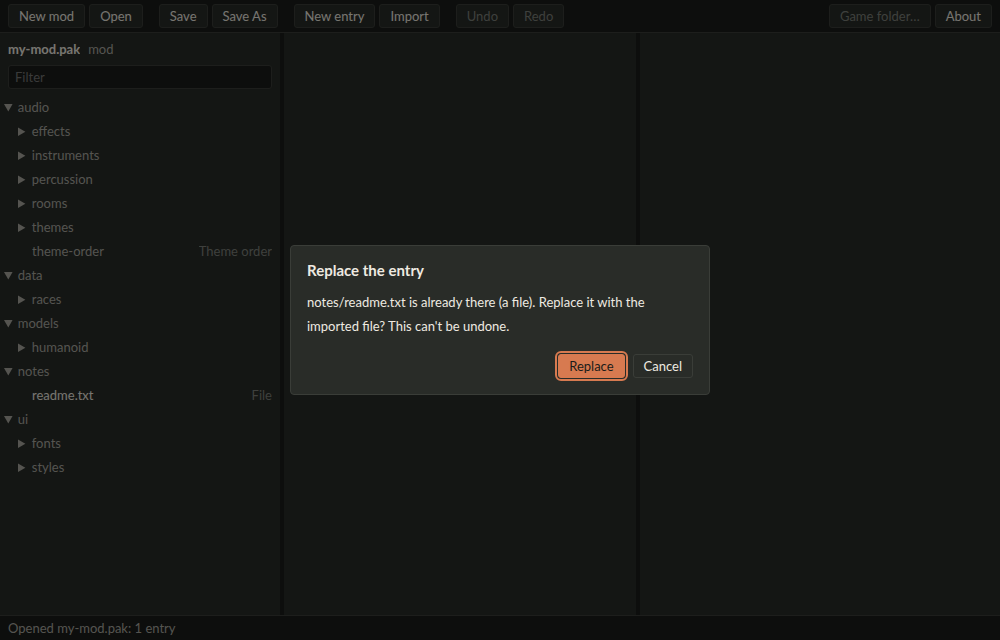 New mod Open Save Save As New entry Import Undo Redo Game folder... About
my-mod.pak mod
Filter
audio
effects
instruments
percussion
rooms
themes
theme-order Theme order
data
races
models
humanoid
notes
readme.txt File
ui
fonts
styles
Replace the entry
notes/readme.txt is already there (a file). Replace it with the
imported file? This can't be undone.
Replace Cancel
Opened my-mod.pak: 1 entry